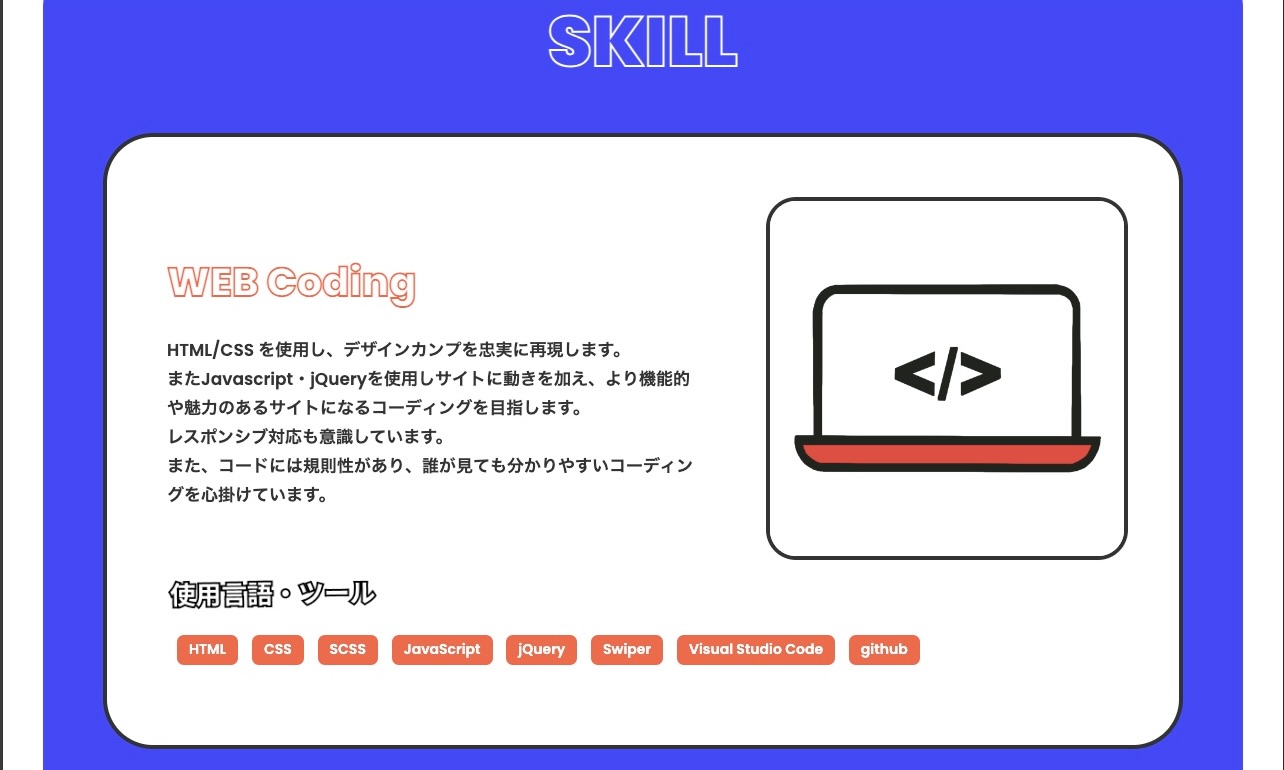 SKILL
WEB Coding
HTML/CSS を使用し、デザインカンプを忠実に再現します。
またJavascript・jQueryを使用しサイトに動きを加え、より機能的
や魅力のあるサイトになるコーディングを目指します。
レスポンシブ対応も意識しています。
また、コードには規則性があり、誰が見ても分かりやすいコーディン
グを心掛けています。
</>
使用言語・ツール
HTML CSS SCSS JavaScript jQuery Swiper Visual Studio Code github